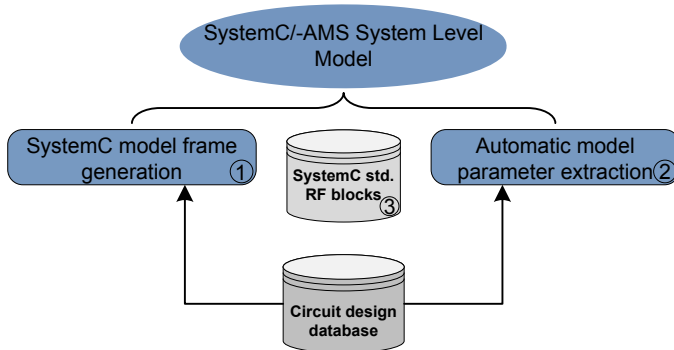 SystemC/-AMS System Level
Model
SystemC model frame
generation
1
SystemC std.
RF blocks
3
Automatic model
parameter extraction
2
Circuit design
database